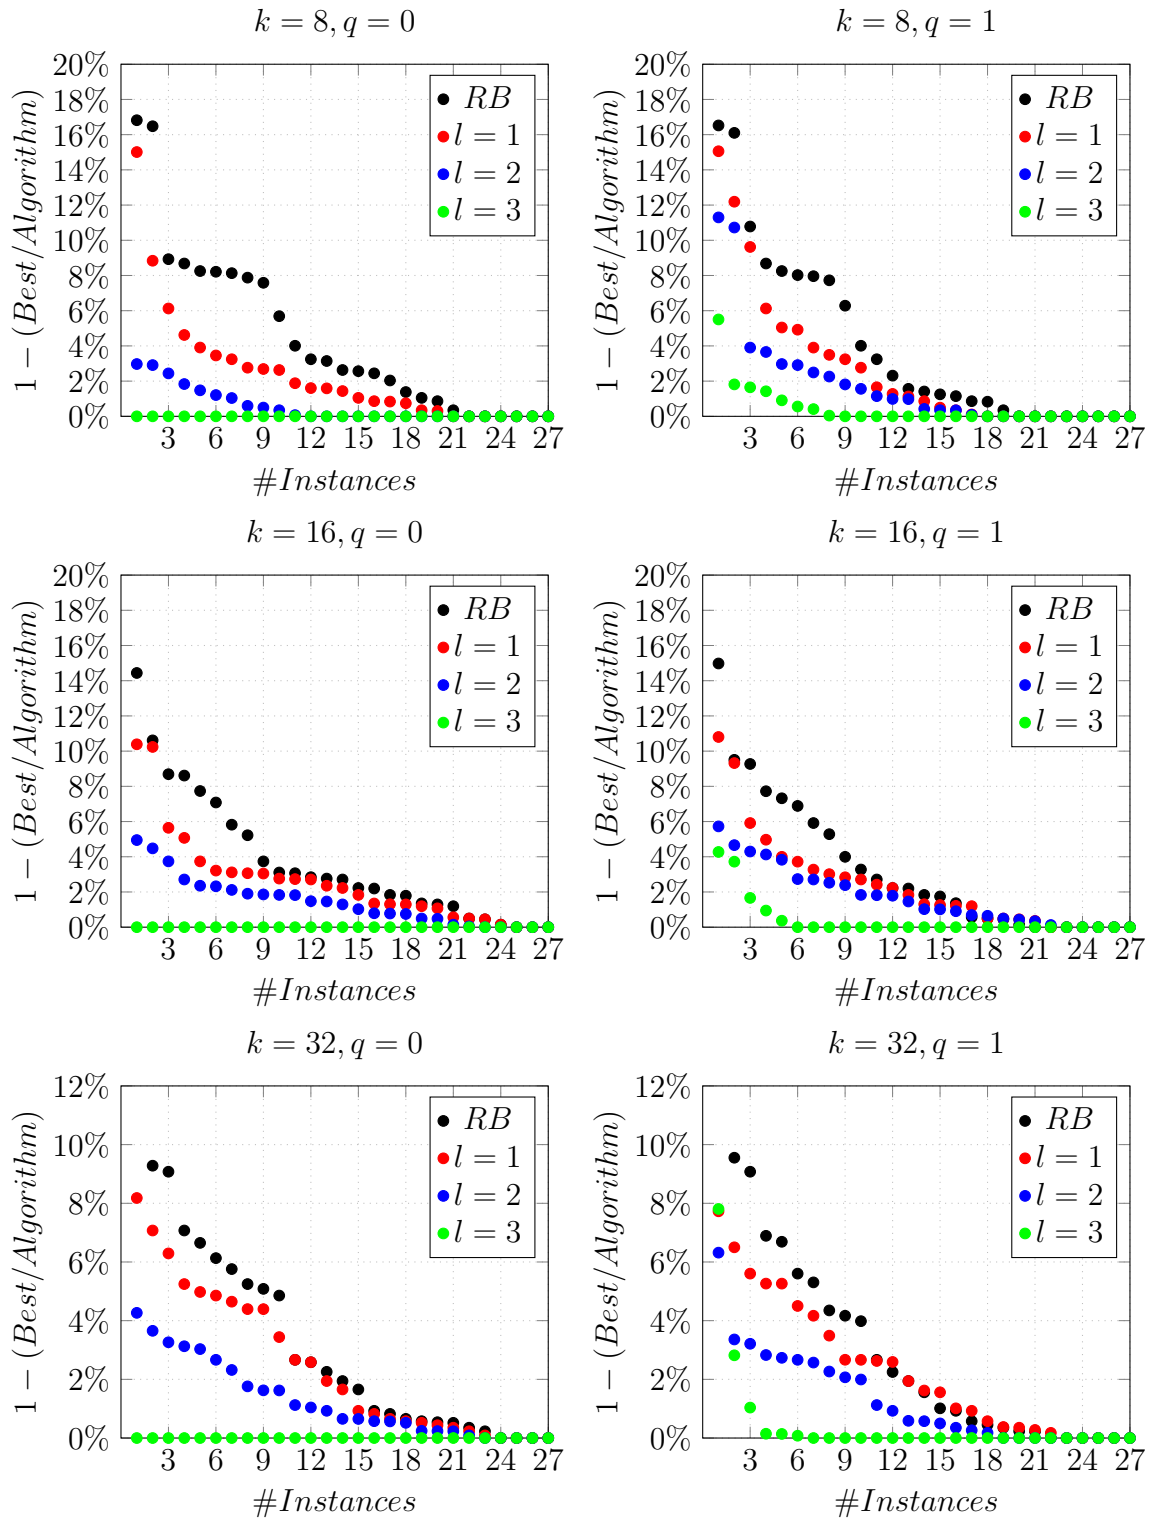 k = 8, q = 0
k = 8, q = 1
20%
18%
16%
14%
12%
10%
8%
6%
4%
2%
0%
1 − (Best/Algorithm)
RB
l = 1
l = 2
l = 3
3 6 9 12 15 18 21 24 27
#Instances
20%
18%
16%
14%
12%
10%
8%
6%
4%
2%
0%
1 − (Best/Algorithm)
RB
l = 1
l = 2
l = 3
3 6 9 12 15 18 21 24 27
#Instances
k = 16, q = 0
k = 16, q = 1
20%
18%
16%
14%
12%
10%
8%
6%
4%
2%
0%
1 − (Best/Algorithm)
RB
l = 1
l = 2
l = 3
3 6 9 12 15 18 21 24 27
#Instances
20%
18%
16%
14%
12%
10%
8%
6%
4%
2%
0%
1 − (Best/Algorithm)
RB
l = 1
l = 2
l = 3
3 6 9 12 15 18 21 24 27
#Instances
k = 32, q = 0
k = 32, q = 1
12%
10%
8%
6%
4%
2%
0%
1 − (Best/Algorithm)
RB
l = 1
l = 2
l = 3
3 6 9 12 15 18 21 24 27
#Instances
12%
10%
8%
6%
4%
2%
0%
1 − (Best/Algorithm)
RB
l = 1
l = 2
l = 3
3 6 9 12 15 18 21 24 27
#Instances